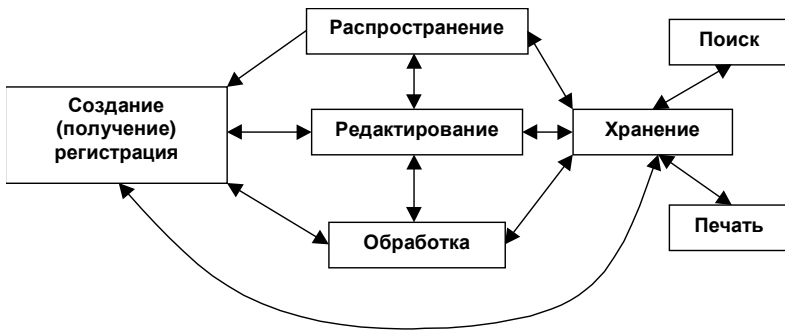 Распространение
Поиск
Создание
(получение)
регистрация
Редактирование
Хранение
Обработка
Печать